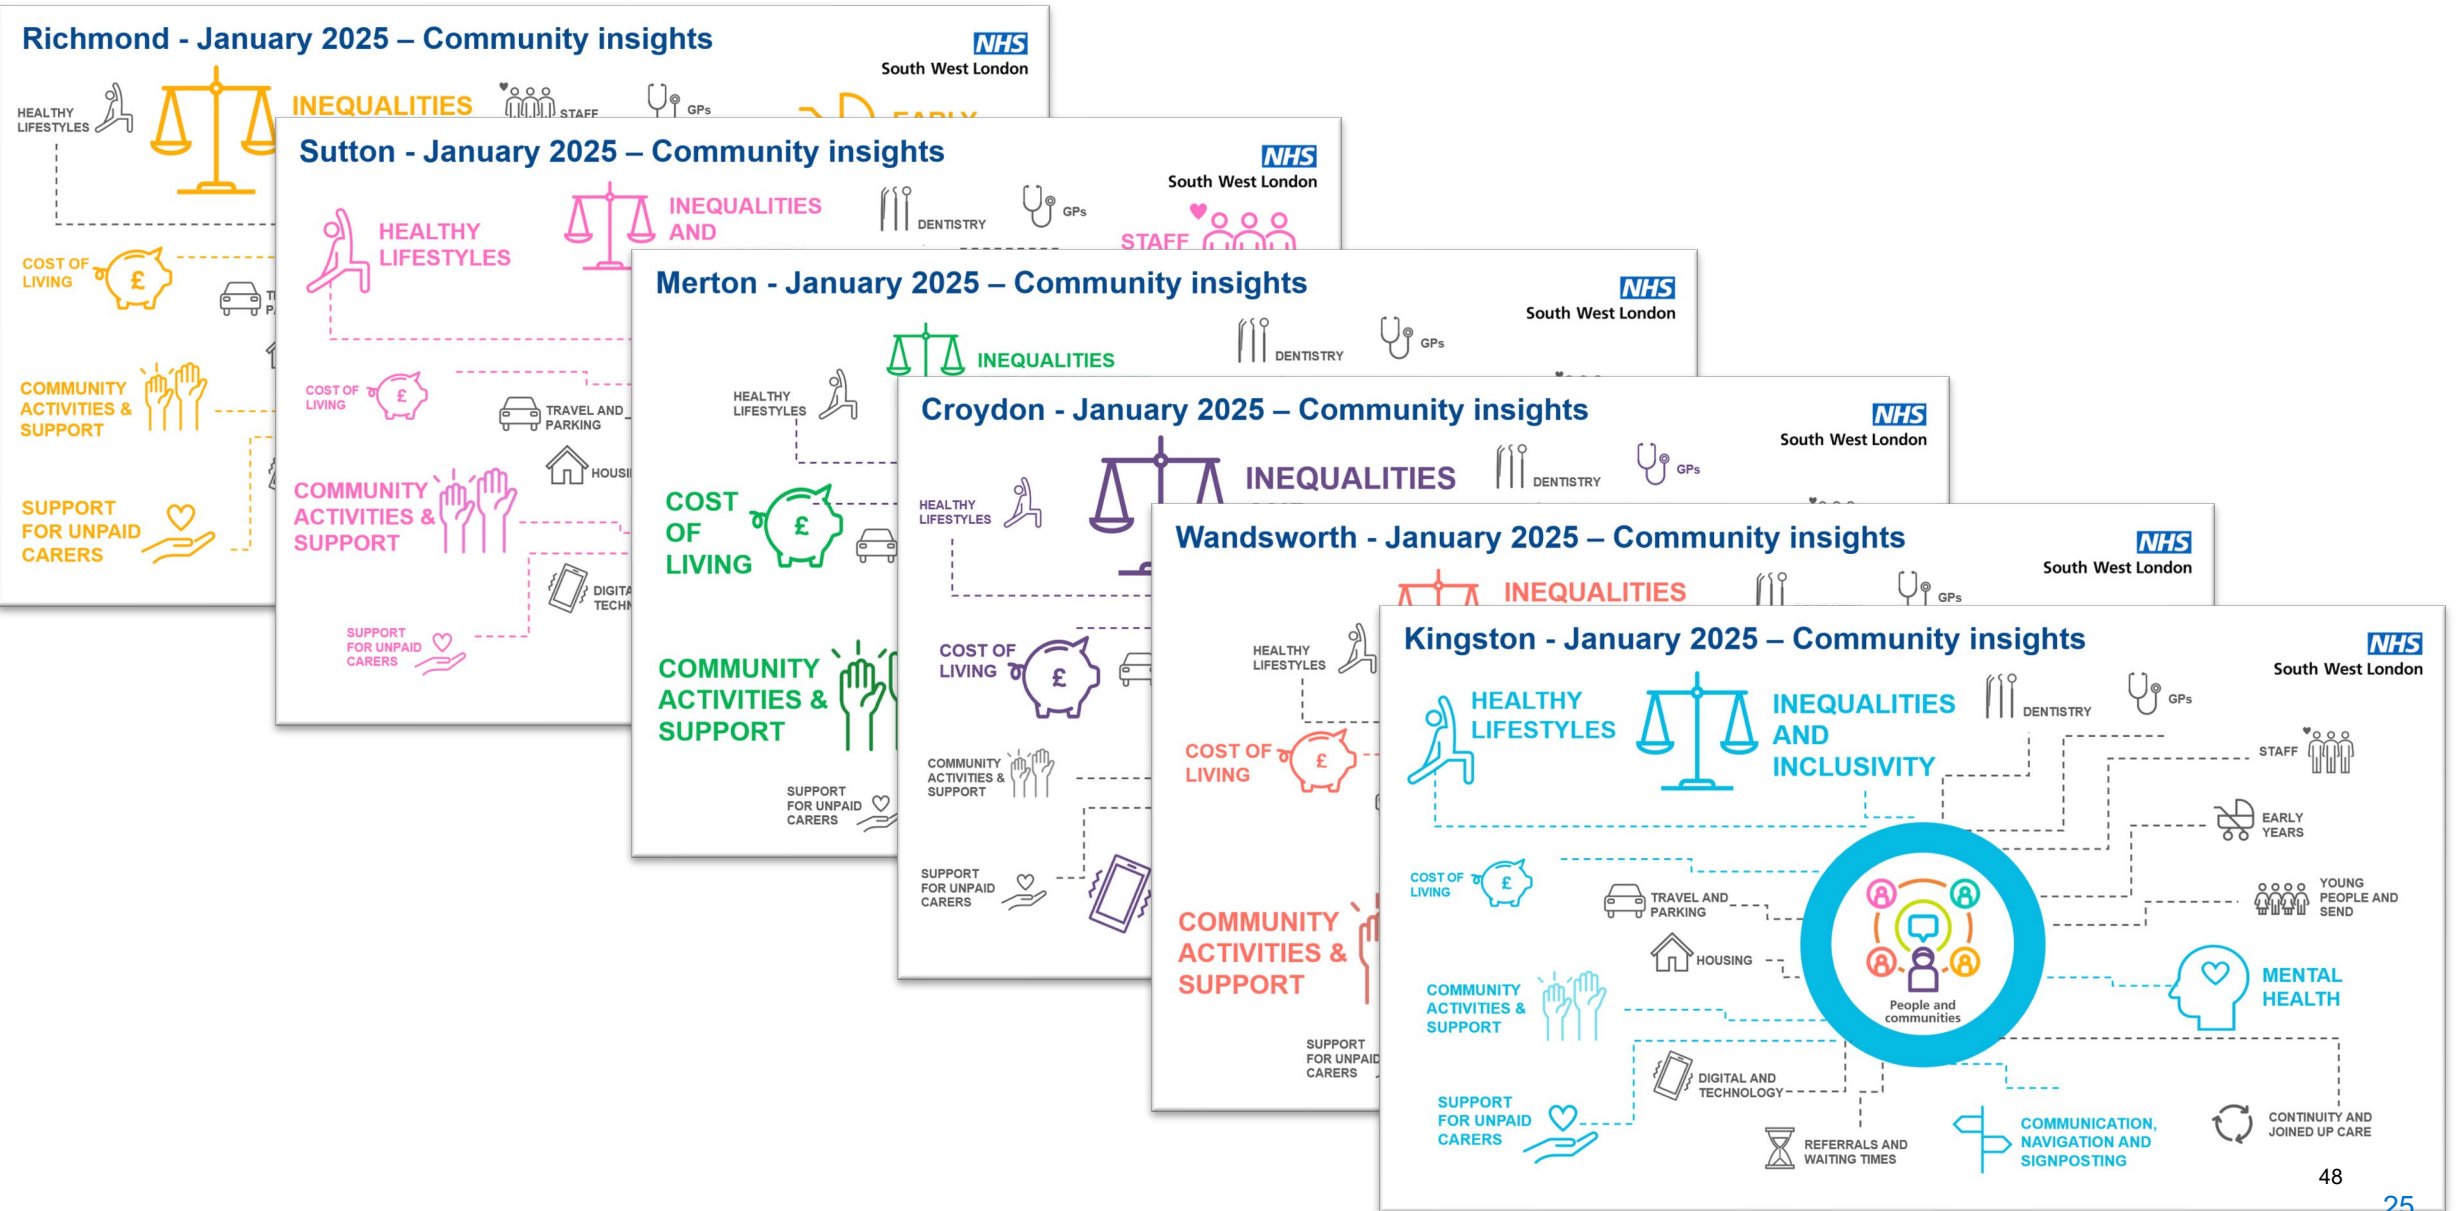 Richmond - January 2025 – Community insights
NHS
South West London
HEALTHY
LIFESTYLES
INEQUALITIES
STAFF
GPs
EARLY
COST OF
LIVING
£
COMMUNITY
ACTIVITIES &
SUPPORT
SUPPORT
FOR UNPAID
CARERS
Sutton - January 2025 – Community insights
NHS
South West London
HEALTHY
LIFESTYLES
INEQUALITIES
AND
DENTISTRY
GPs
STAFF
COST OF
LIVING
£
TRAVEL AND
PARKING
COMMUNITY
ACTIVITIES &
SUPPORT
SUPPORT
FOR UNPAID
CARERS
Merton - January 2025 – Community insights
NHS
South West London
HEALTHY
LIFESTYLES
INEQUALITIES
DENTISTRY
GPs
COST
OF
LIVING
£
COMMUNITY
ACTIVITIES &
SUPPORT
SUPPORT
FOR UNPAID
CARERS
Croydon - January 2025 – Community insights
NHS
South West London
HEALTHY
LIFESTYLES
INEQUALITIES
DENTISTRY
GPs
COST OF
LIVING
£
COMMUNITY
ACTIVITIES &
SUPPORT
SUPPORT
FOR UNPAID
CARERS
Wandsworth - January 2025 – Community insights
NHS
South West London
HEALTHY
LIFESTYLES
INEQUALITIES
GPs
COST OF
LIVING
£
COMMUNITY
ACTIVITIES &
SUPPORT
SUPPORT
FOR UNPAID
CARERS
Kingston - January 2025 – Community insights
NHS
South West London
HEALTHY
LIFESTYLES
INEQUALITIES
AND
INCLUSIVITY
DENTISTRY
GPs
STAFF
EARLY
YEARS
COST OF
LIVING
£
TRAVEL AND
PARKING
YOUNG
PEOPLE AND
SEND
HOUSING
MENTAL
HEALTH
COMMUNITY
ACTIVITIES &
SUPPORT
People and
communities
DIGITAL AND
TECHNOLOGY
SUPPORT
FOR UNPAID
CARERS
REFERRALS AND
WAITING TIMES
COMMUNICATION,
NAVIGATION AND
SIGNPOSTING
CONTINUITY AND
JOINED UP CARE
48
25